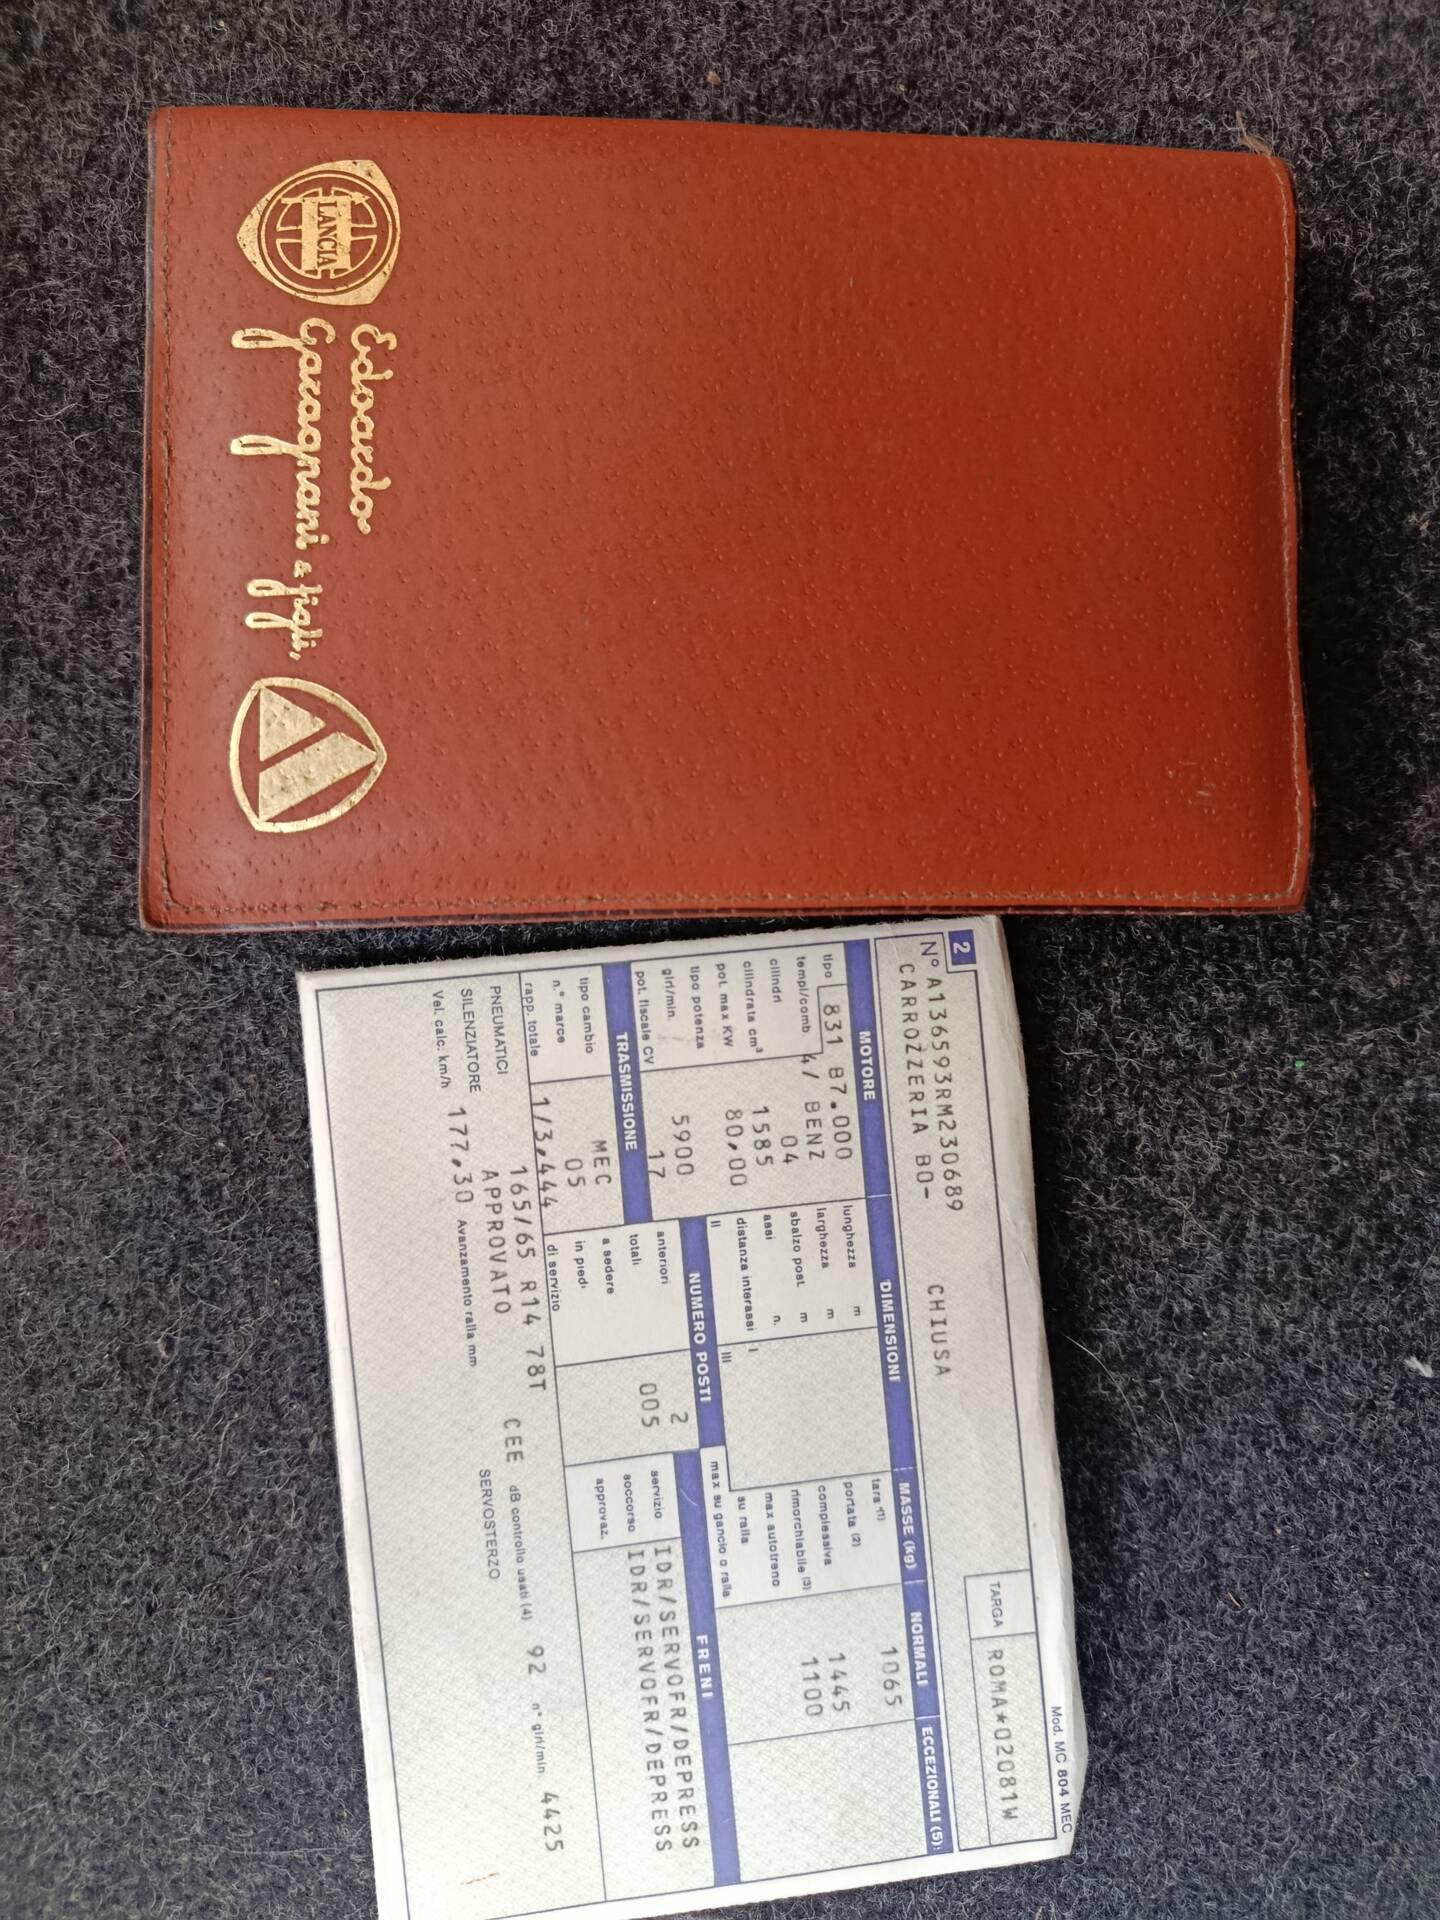 LANCIA
Edoardo
Garagnani & figli,
Mod. MC 804 MEC
2
TARGA ROMA*02081W
N° A136593RM230689 CHIUSA
CARROZZERIA BO-
MOTORE
tipo 831 B7.000
tempi/comb 4/ BENZ
cilindri 04
cilindrata cm³ 1585
pot. max KW 80,00
tipo potenza
giri/min. 5900
pot. fiscale CV 17
TRASMISSIONE
tipo cambio MEC
n.° marce 05
rapp. totale 1/3,444
DIMENSIONI
lunghezza m
larghezza m
sbalzo post. m
assi n.
distanza interassi I
II III
NUMERO POSTI
anteriori 2
totali 005
a sedere
in piedi
di servizio
MASSE (kg) NORMALI ECCEZIONALI (5)
tara (1) 1065
portata (2)
complessiva 1445
rimorchiabile (3) 1100
max autotreno
su ralla
max su gancio o ralla
FRENI
servizio IDR/SERVOFR/DEPRESS
soccorso IDR/SERVOFR/DEPRESS
approvaz.
PNEUMATICI 165/65 R14 78T
SILENZIATORE APPROVATO CEE dB controllo usati (4) 92 n° giri/min. 4425
Vel. calc. km/h 177,30 Avanzamento ralla mm SERVOSTERZO